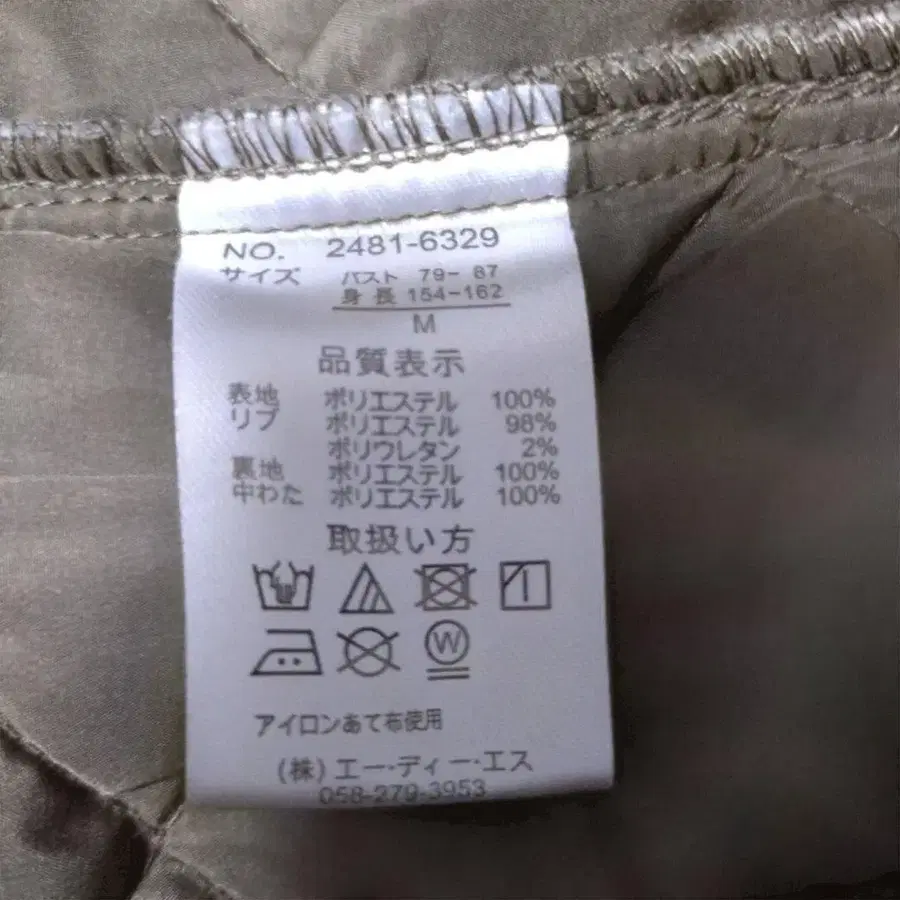 NO. 2481-6329
サイズ バスト 79-87
身長 154-162
M
品質表示
表地 ポリエステル 100%
リブ ポリエステル 98%
ポリウレタン 2%
裏地 ポリエステル 100%
中わた ポリエステル 100%
取扱い方
W
アイロンあて布使用
(株)エー・ディー・エス
058-279-3953